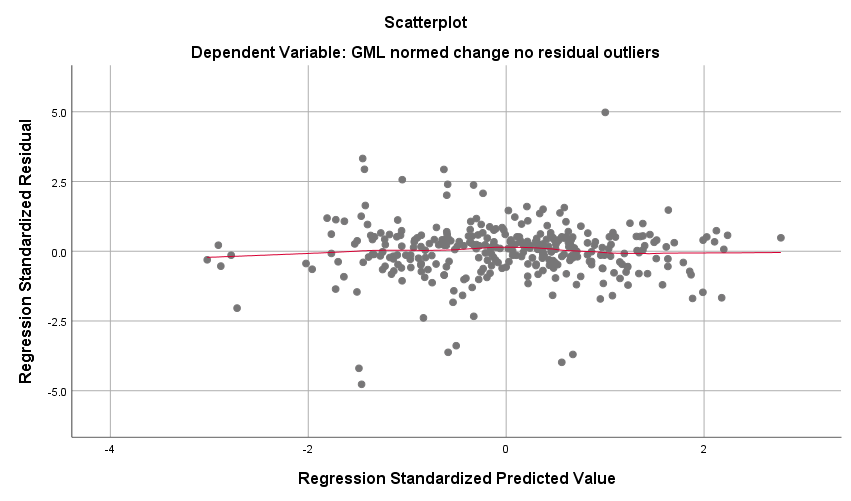 Scatterplot
Dependent Variable: GML normed change no residual outliers
Regression Standardized Residual
5.0
2.5
0.0
-2.5
-5.0
-4
-2
0
2
Regression Standardized Predicted Value